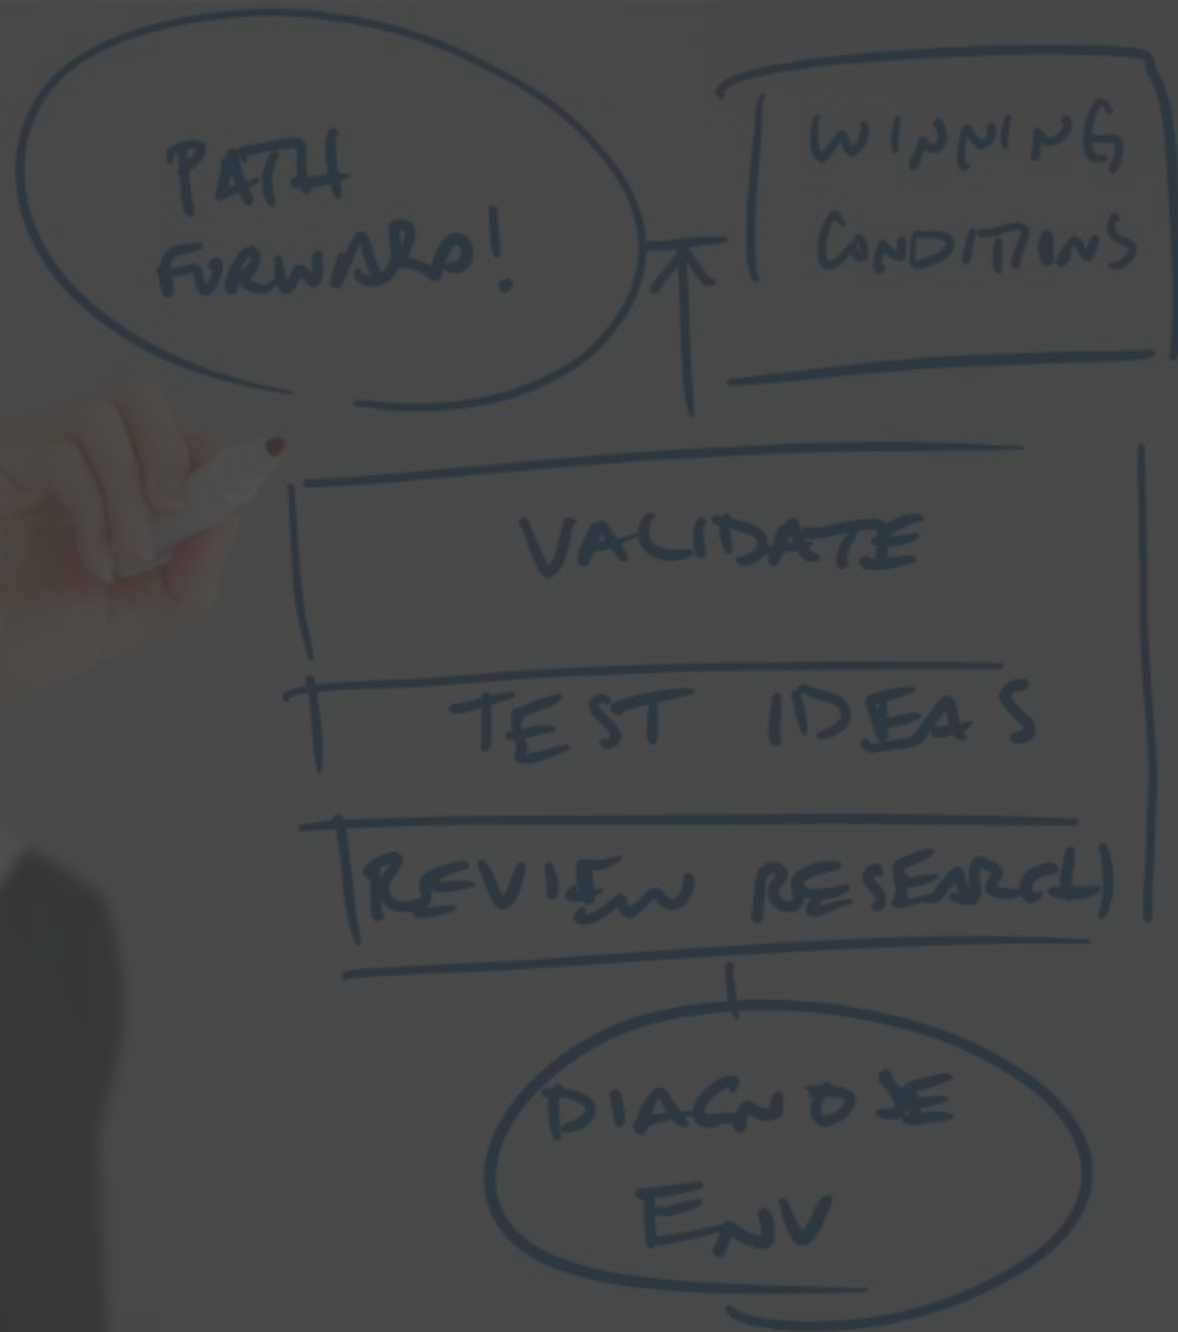 PATH
FORWARD!
WINNING
CONDITIONS
VALIDATE
TEST IDEAS
REVIEW RESEARCH
DIAGNOSE
ENV